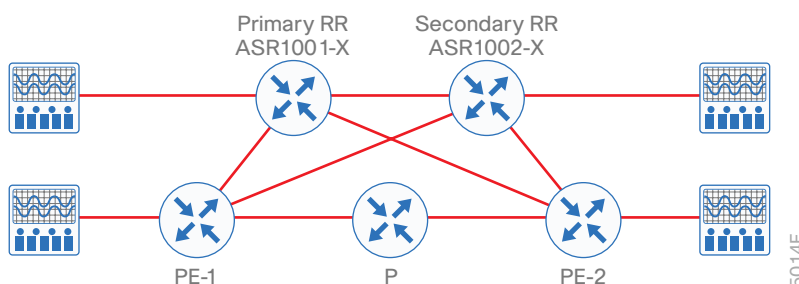 Primary RR
ASR1001-X
Secondary RR
ASR1002-X
PE-1
P
PE-2